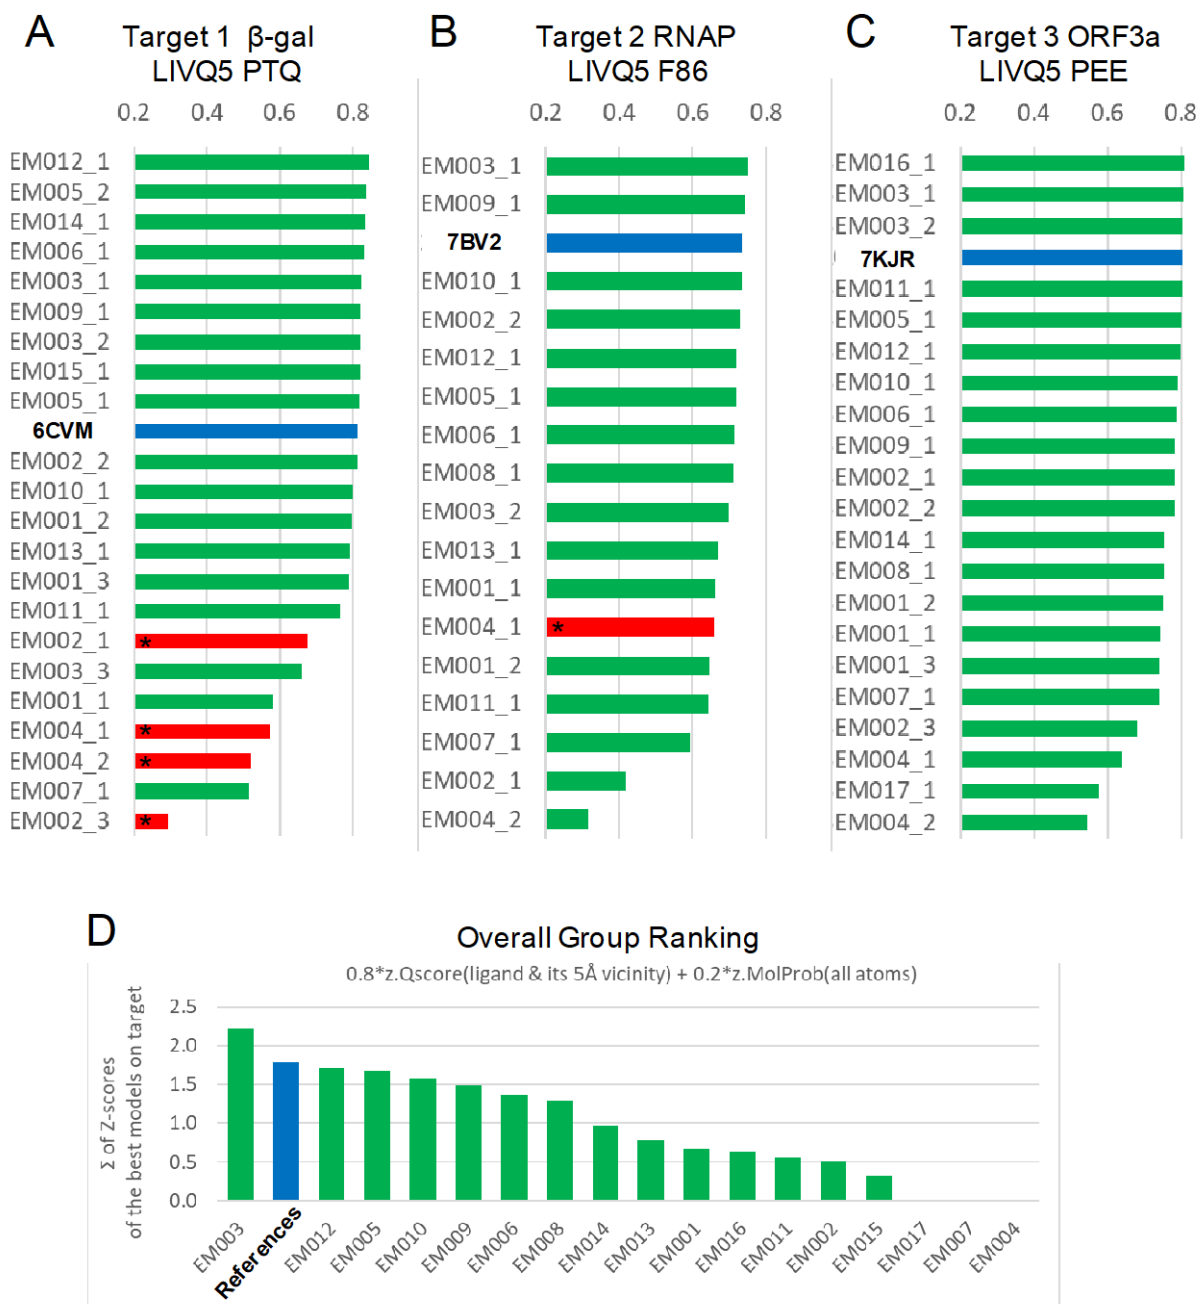 A
Target 1 β-gal
LIVQ5 PTQ
0.2 0.4 0.6 0.8
EM012_1
EM005_2
EM014_1
EM006_1
EM003_1
EM009_1
EM003_2
EM015_1
EM005_1
6CVM
EM002_2
EM010_1
EM001_2
EM013_1
EM001_3
EM011_1
EM002_1 *
EM003_3
EM001_1
EM004_1 *
EM004_2 *
EM007_1
EM002_3 *
B
Target 2 RNAP
LIVQ5 F86
0.2 0.4 0.6 0.8
EM003_1
EM009_1
7BV2
EM010_1
EM002_2
EM012_1
EM005_1
EM006_1
EM008_1
EM003_2
EM013_1
EM001_1
EM004_1 *
EM001_2
EM011_1
EM007_1
EM002_1
EM004_2
C
Target 3 ORF3a
LIVQ5 PEE
0.2 0.4 0.6 0.8
EM016_1
EM003_1
EM003_2
7KJR
EM011_1
EM005_1
EM012_1
EM010_1
EM006_1
EM009_1
EM002_1
EM002_2
EM014_1
EM008_1
EM001_2
EM001_1
EM001_3
EM007_1
EM002_3
EM004_1
EM017_1
EM004_2
D
Overall Group Ranking
0.8*z.Qscore(ligand & its 5Å vicinity) + 0.2*z.MolProb(all atoms)
Σ of Z-scores
of the best models on target
2.5
2.0
1.5
1.0
0.5
0.0
EM003 References EM012 EM005 EM010 EM009 EM006 EM008 EM014 EM013 EM001 EM016 EM011 EM002 EM015 EM017 EM007 EM004